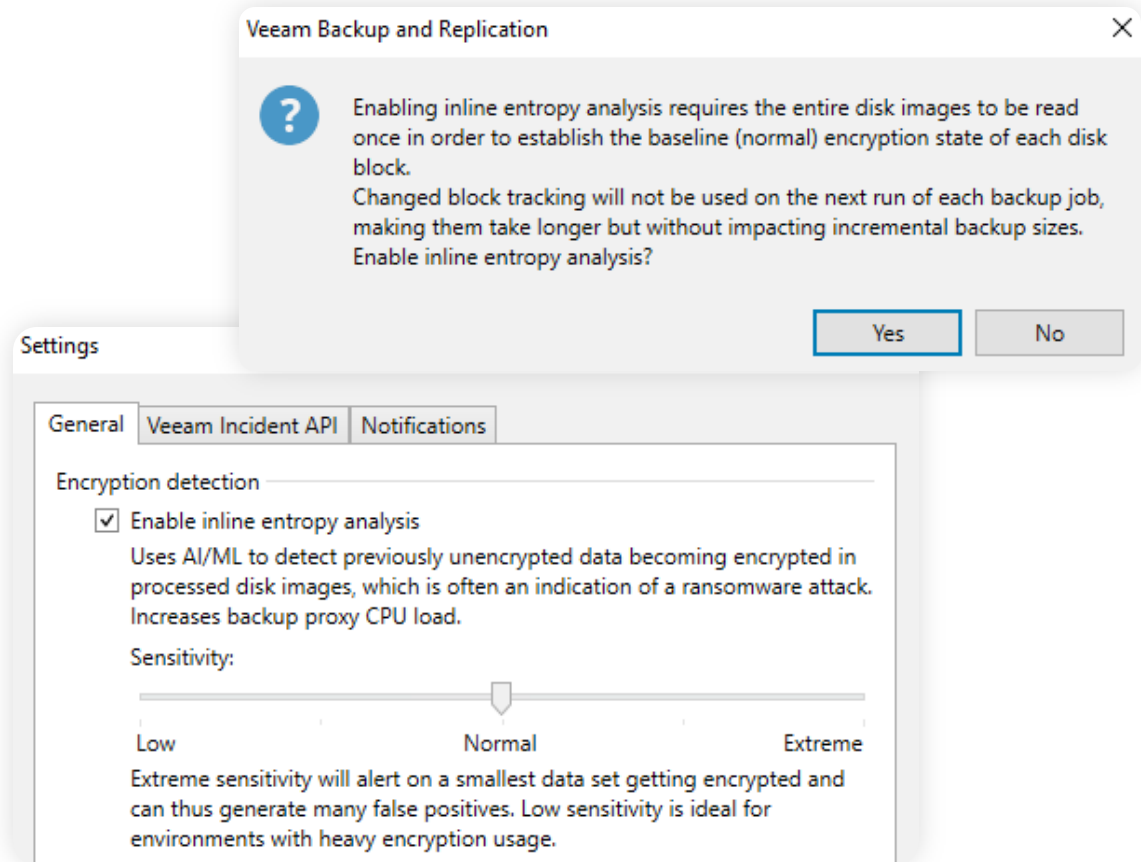 Veeam Backup and Replication
Enabling inline entropy analysis requires the entire disk images to be read
once in order to establish the baseline (normal) encryption state of each disk
block.
Changed block tracking will not be used on the next run of each backup job,
making them take longer but without impacting incremental backup sizes.
Enable inline entropy analysis?
Yes No
Settings
General Veeam Incident API Notifications
Encryption detection
Enable inline entropy analysis
Uses AI/ML to detect previously unencrypted data becoming encrypted in
processed disk images, which is often an indication of a ransomware attack.
Increases backup proxy CPU load.
Sensitivity:
Low Normal Extreme
Extreme sensitivity will alert on a smallest data set getting encrypted and
can thus generate many false positives. Low sensitivity is ideal for
environments with heavy encryption usage.